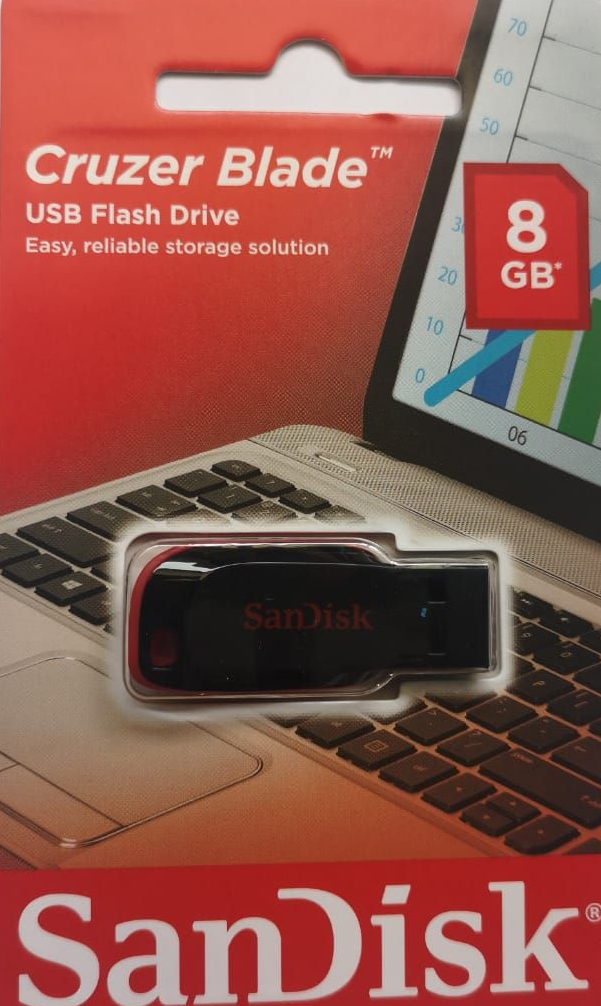 Cruzer Blade™
USB Flash Drive
Easy, reliable storage solution
8
GB*
70
60
50
20
10
0
06
SanDisk
SanDisk®